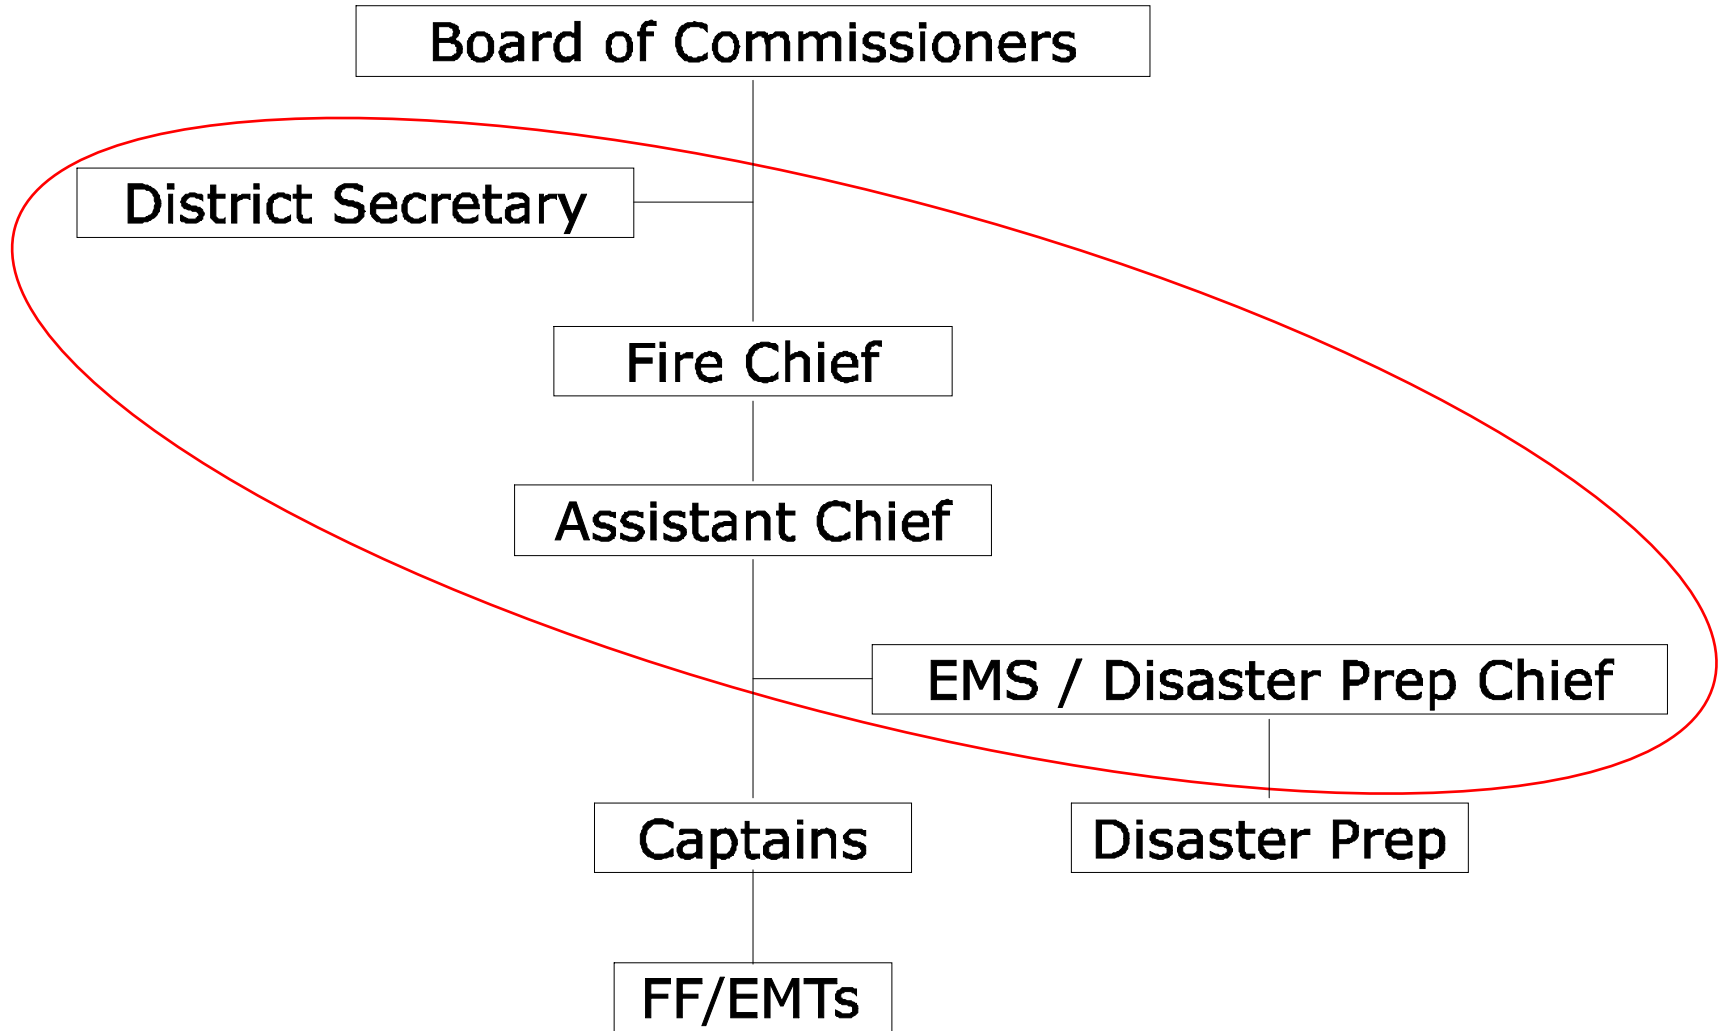 Board of Commissioners
District Secretary
Fire Chief
Assistant Chief
EMS / Disaster Prep Chief
Captains
Disaster Prep
FF/EMTs